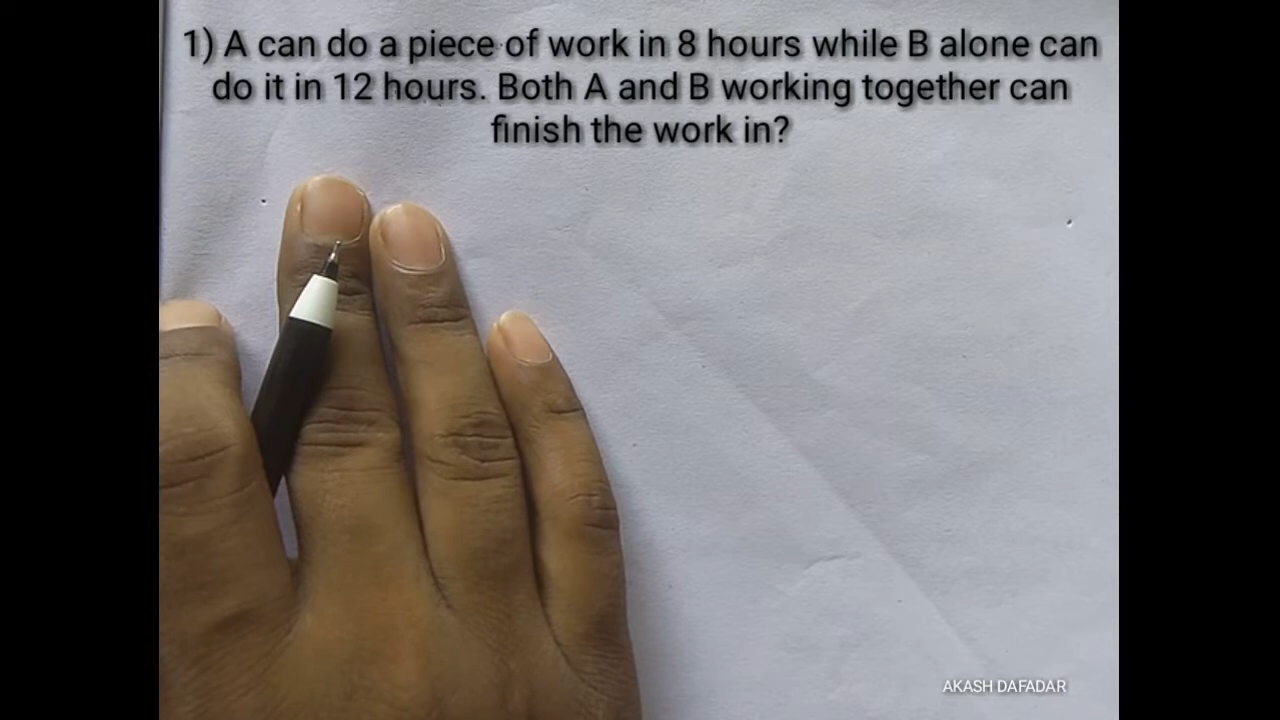 1) A can do a piece of work in 8 hours while B alone can
do it in 12 hours. Both A and B working together can
finish the work in?
AKASH DAFADAR